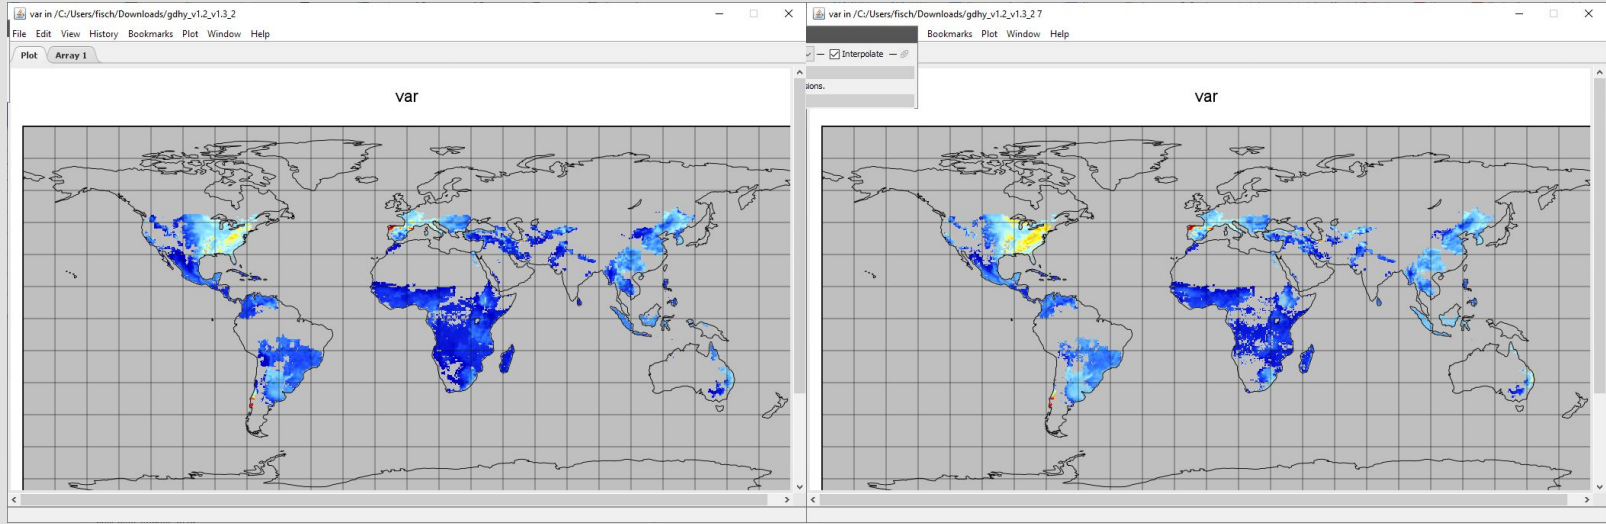 var in /C:/Users/fisch/Downloads/gdhy_v1.2_v1.3_2
File Edit View History Bookmarks Plot Window Help
Plot Array 1
var
var in /C:/Users/fisch/Downloads/gdhy_v1.2_v1.3_2 7
Bookmarks Plot Window Help
Interpolate
sions.
var